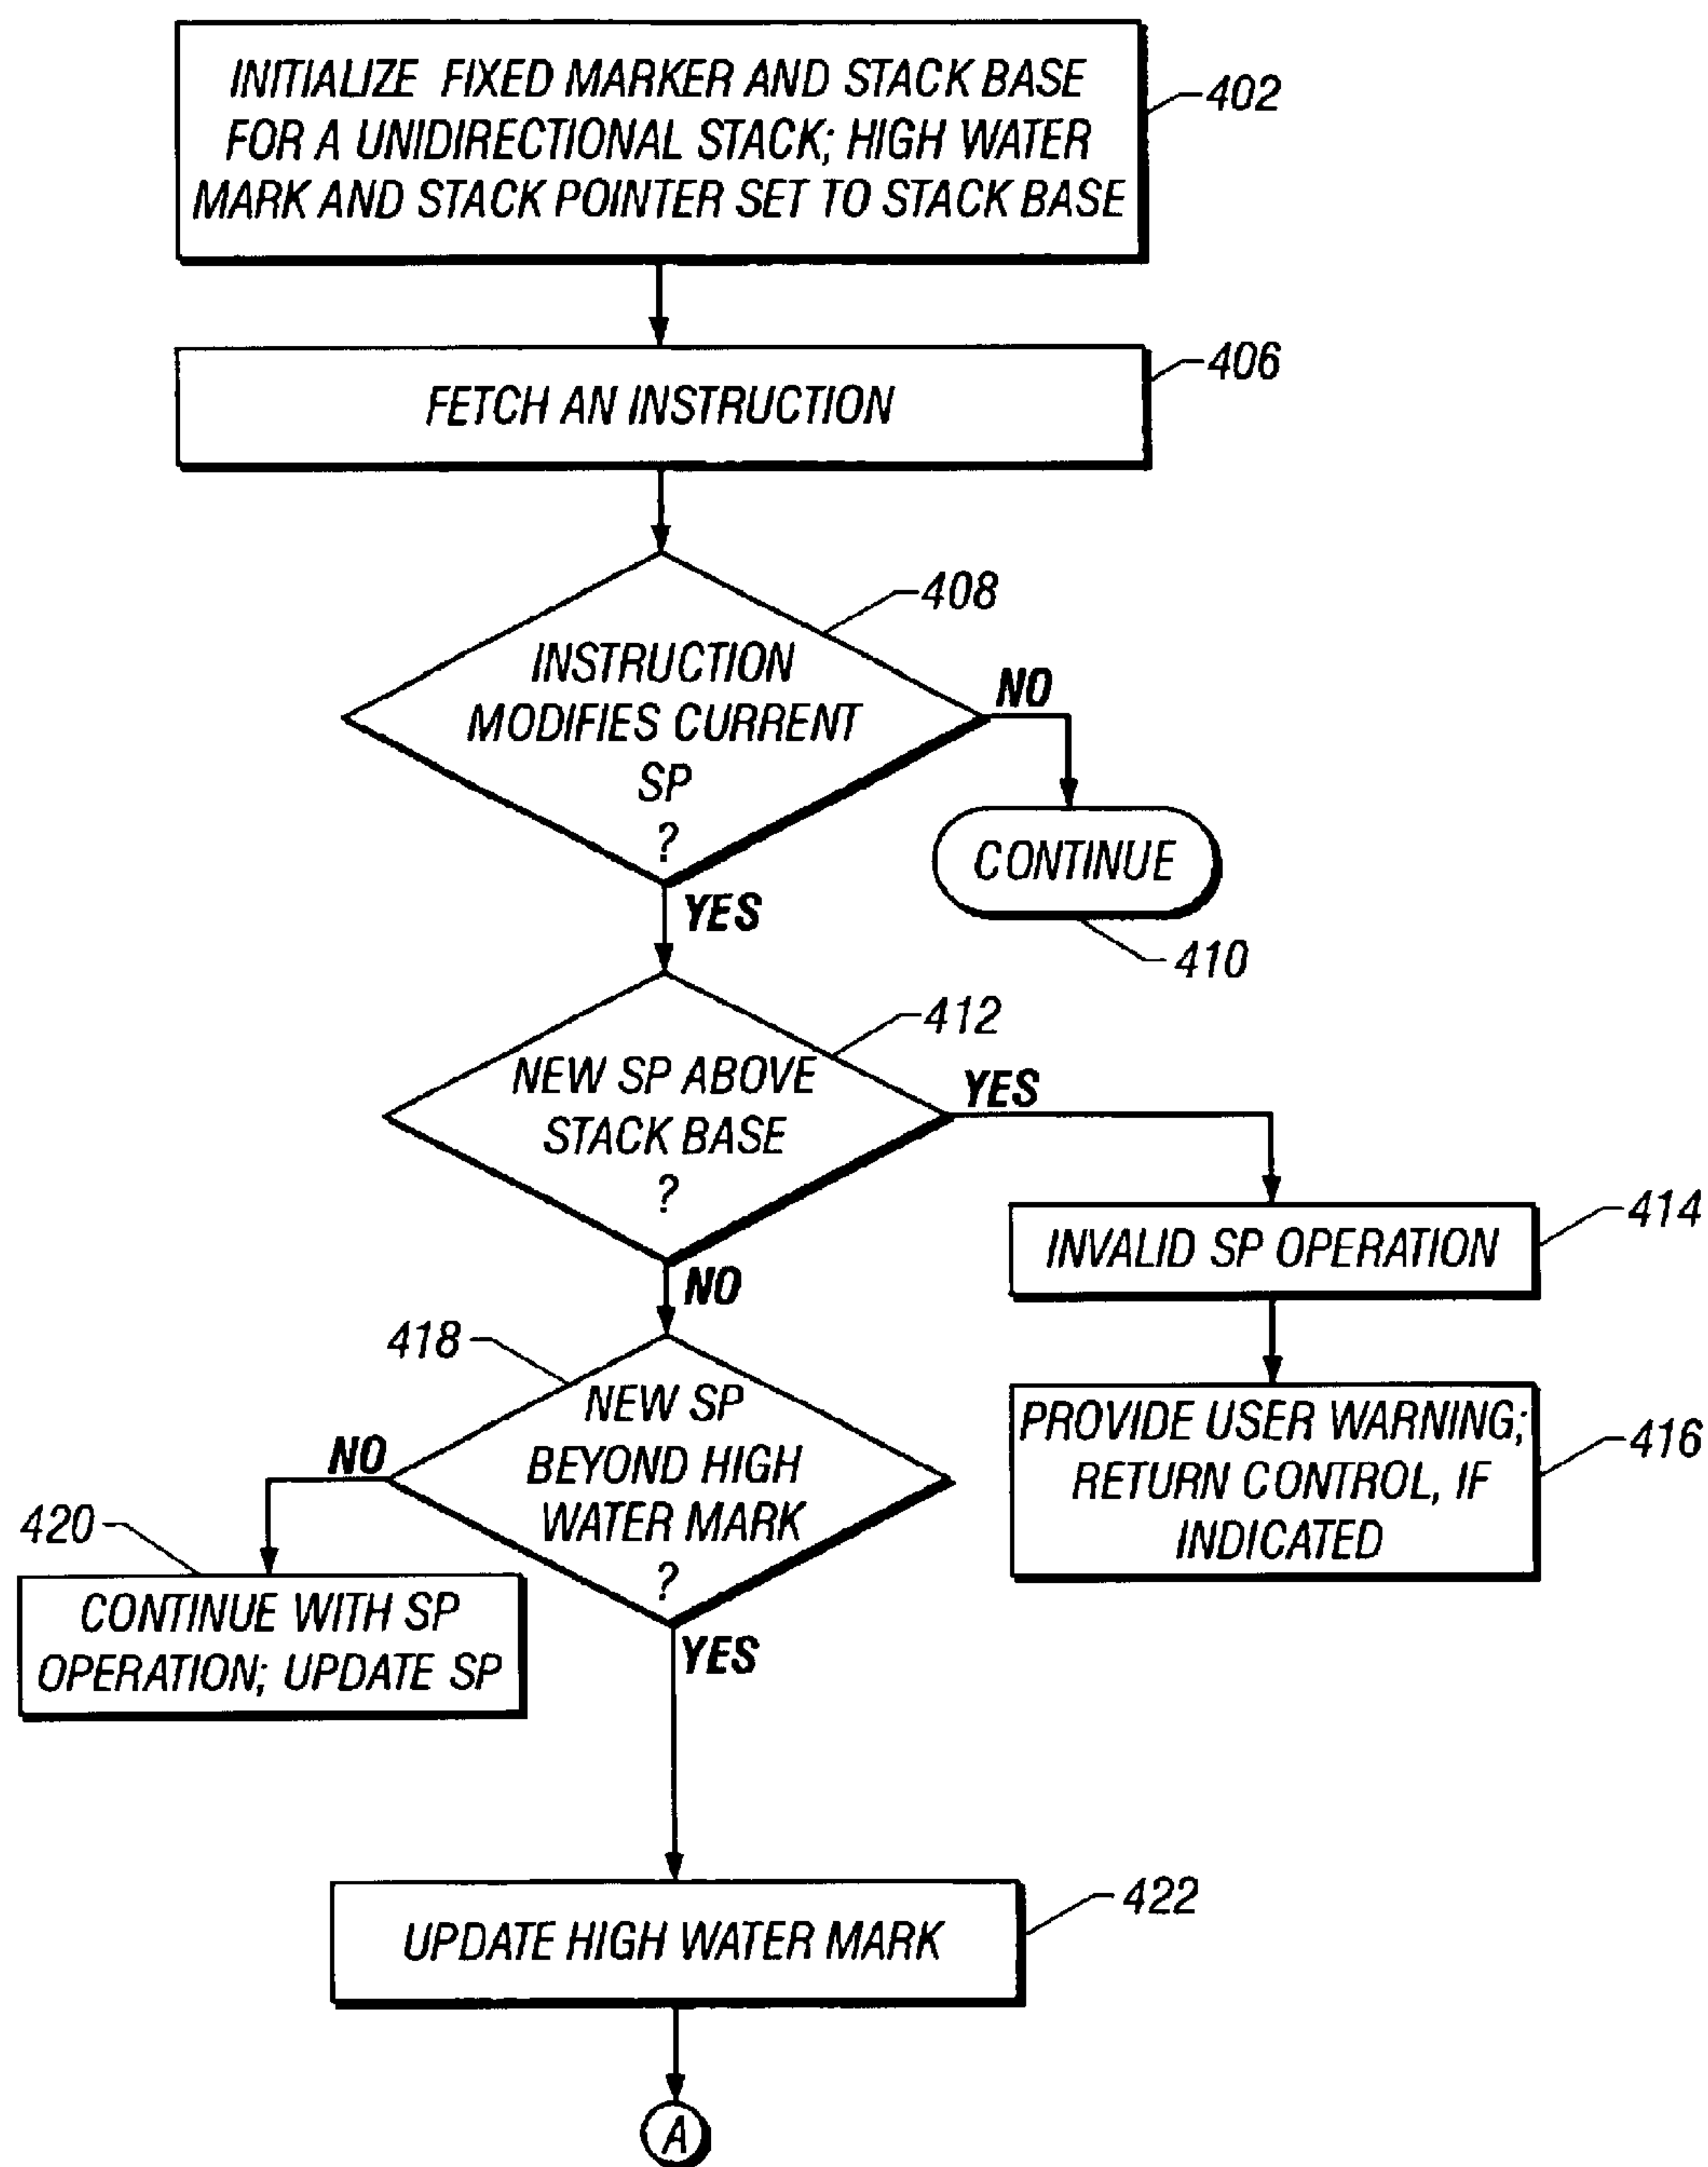 INITIALIZE FIXED MARKER AND STACK BASE
FOR A UNIDIRECTIONAL STACK; HIGH WATER
MARK AND STACK POINTER SET TO STACK BASE
402
FETCH AN INSTRUCTION
406
408
INSTRUCTION
MODIFIES CURRENT
SP
?
NO
CONTINUE
410
YES
412
NEW SP ABOVE
STACK BASE
?
YES
INVALID SP OPERATION
414
NO
PROVIDE USER WARNING;
RETURN CONTROL, IF
INDICATED
416
418
NEW SP
BEYOND HIGH
WATER MARK
?
NO
420
CONTINUE WITH SP
OPERATION; UPDATE SP
YES
UPDATE HIGH WATER MARK
422
A